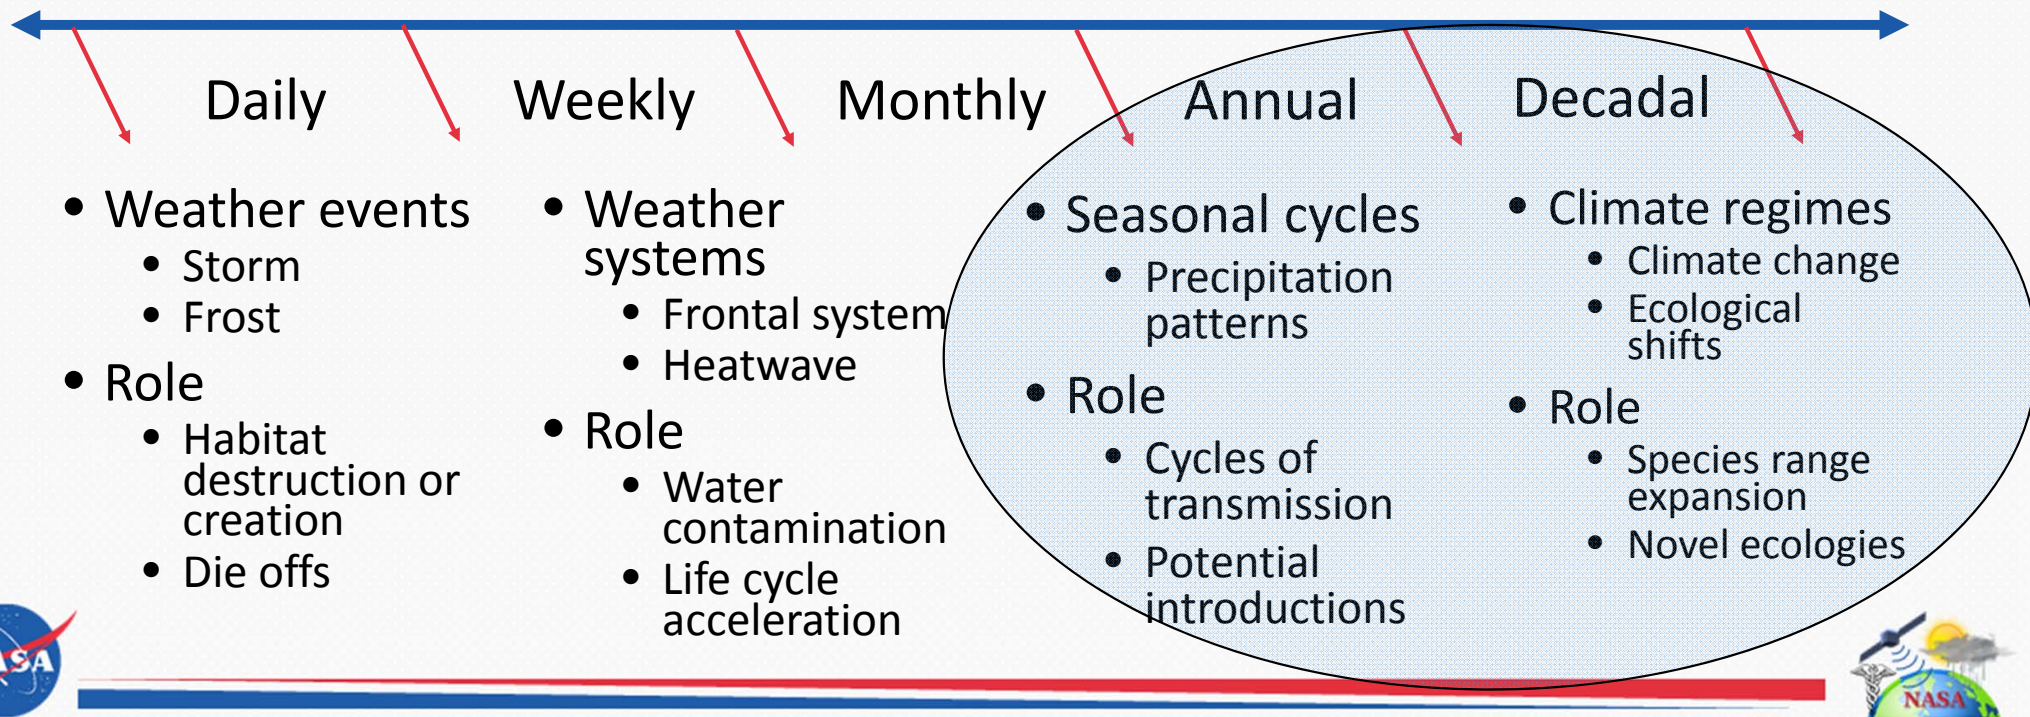 Daily Weekly Monthly Annual Decadal
• Weather events
• Storm
• Frost
• Role
• Habitat
destruction or
creation
• Die offs
• Weather
systems
• Frontal system
• Heatwave
• Role
• Water
contamination
• Life cycle
acceleration
• Seasonal cycles
• Precipitation
patterns
• Role
• Cycles of
transmission
• Potential
introductions
• Climate regimes
• Climate change
• Ecological
shifts
• Role
• Species range
expansion
• Novel ecologies
NASA